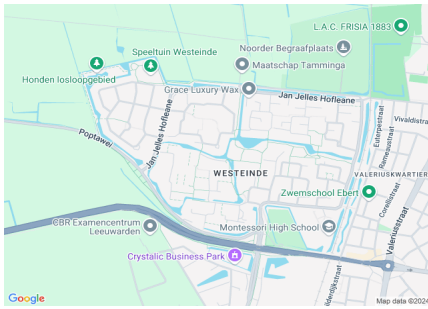 L.A.C. FRISIA 1883
Speeltuin Westeinde
Noorder Begraafplaats
Honden losloopgebied
Maatschap Tamminga
Grace Luxury Wax
Jan Jelles Hofleane
Vivaldistr
Euterpestraat
Rameaustraat
Poptawei
Jan Jelles Hofleane
WESTEINDE
VALERIUSKWARTIER
Zwemschool Ebert
Corellistraat
Valeriusstraat
CBR Examencentrum
Leeuwarden
Montessori High School
Crystalic Business Park
ilderdijkstraat
Google
Map data ©2024